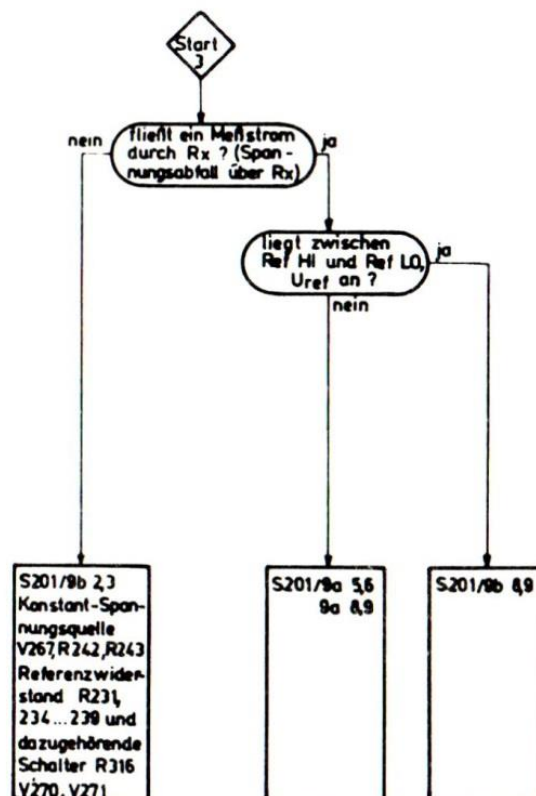 Start
3
nein
fließt ein Meßstrom
durch Rx ? (Span-
nungsabfall über Rx)
ja
liegt zwischen
Ref HI und Ref LO,
Uref an ?
ja
nein
S201/9b 2,3
Konstant-Span-
nungsquelle
V267,R242,R243
Referenzwider-
stand R231,
234...239 und
dazugehörende
Schalter R316
V270, V271
S201/9a 5,6
9a 8,9
S201/9b 8,9